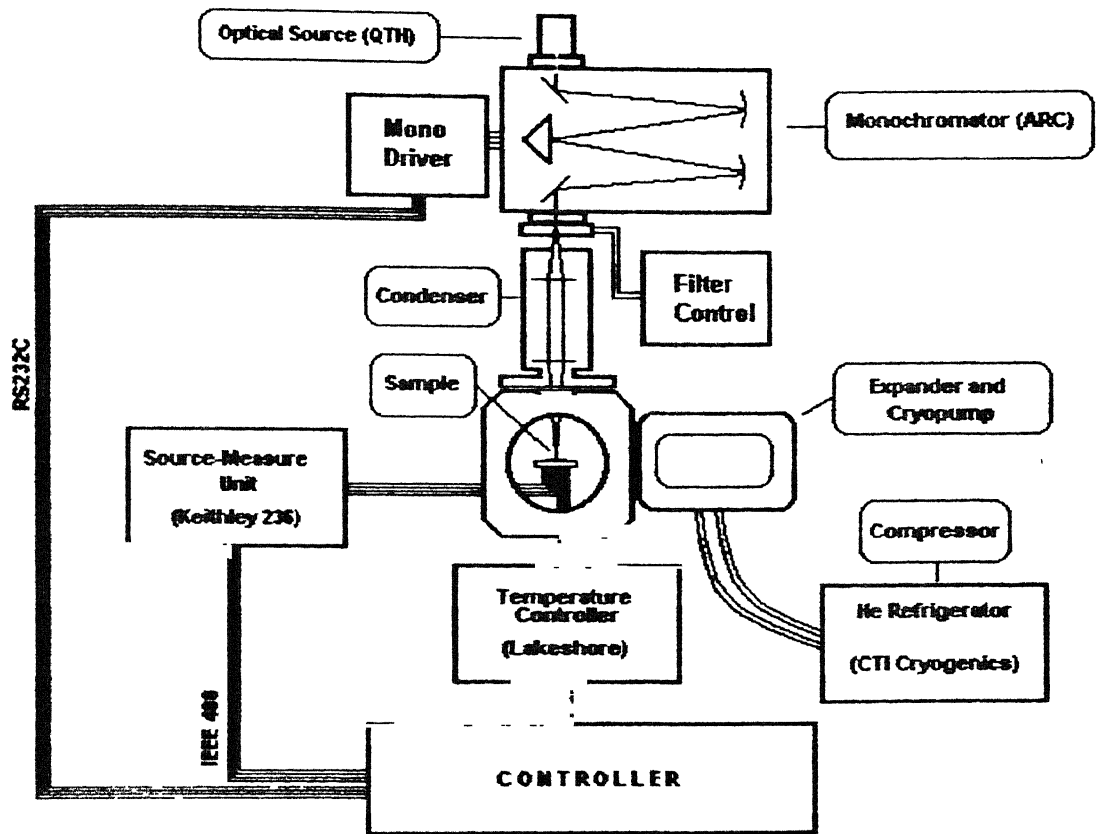 Optical Source (QTH)
Mono
Driver
Monochromator (ARC)
Condenser
Filter
Control
RS232C
Sample
Expander and
Cryopump
Source-Measure
Unit
(Keithley 236)
Compressor
Temperature
Controller
(Lakeshore)
He Refrigerator
(CTI Cryogenics)
IEEE 488
CONTROLLER